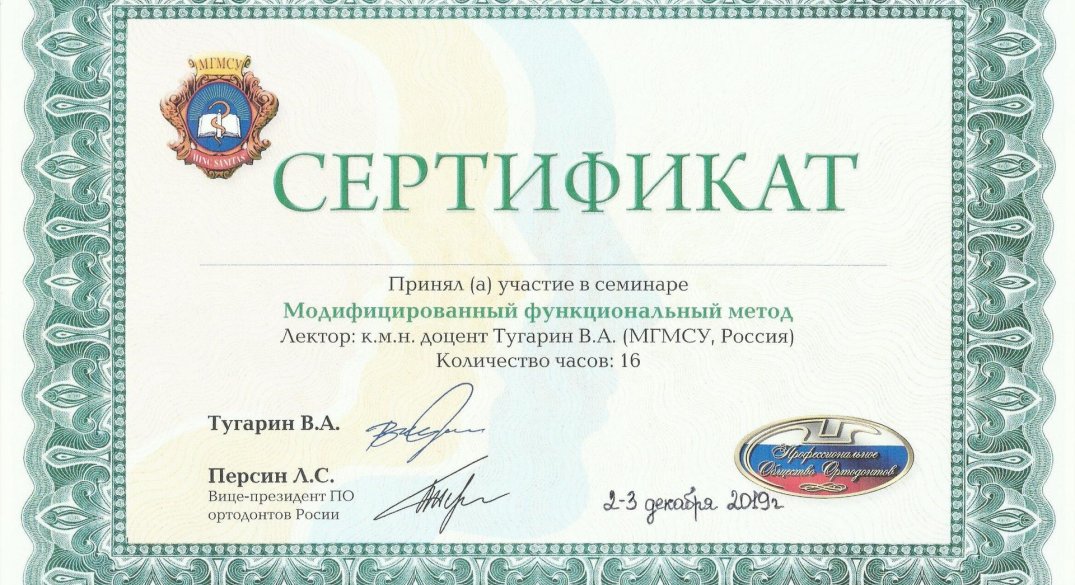 МГМСУ
HINC SANITAS
СЕРТИФИКАТ
Принял (а) участие в семинаре
Модифицированный функциональный метод
Лектор: к.м.н. доцент Тугарин В.А. (МГМСУ, Россия)
Количество часов: 16
Тугарин В.А.
Персин Л.С.
Вице-президент ПО
ортодонтов Росии
Профессиональное
Общество Ортодонтов
2-3 декабря 2019г